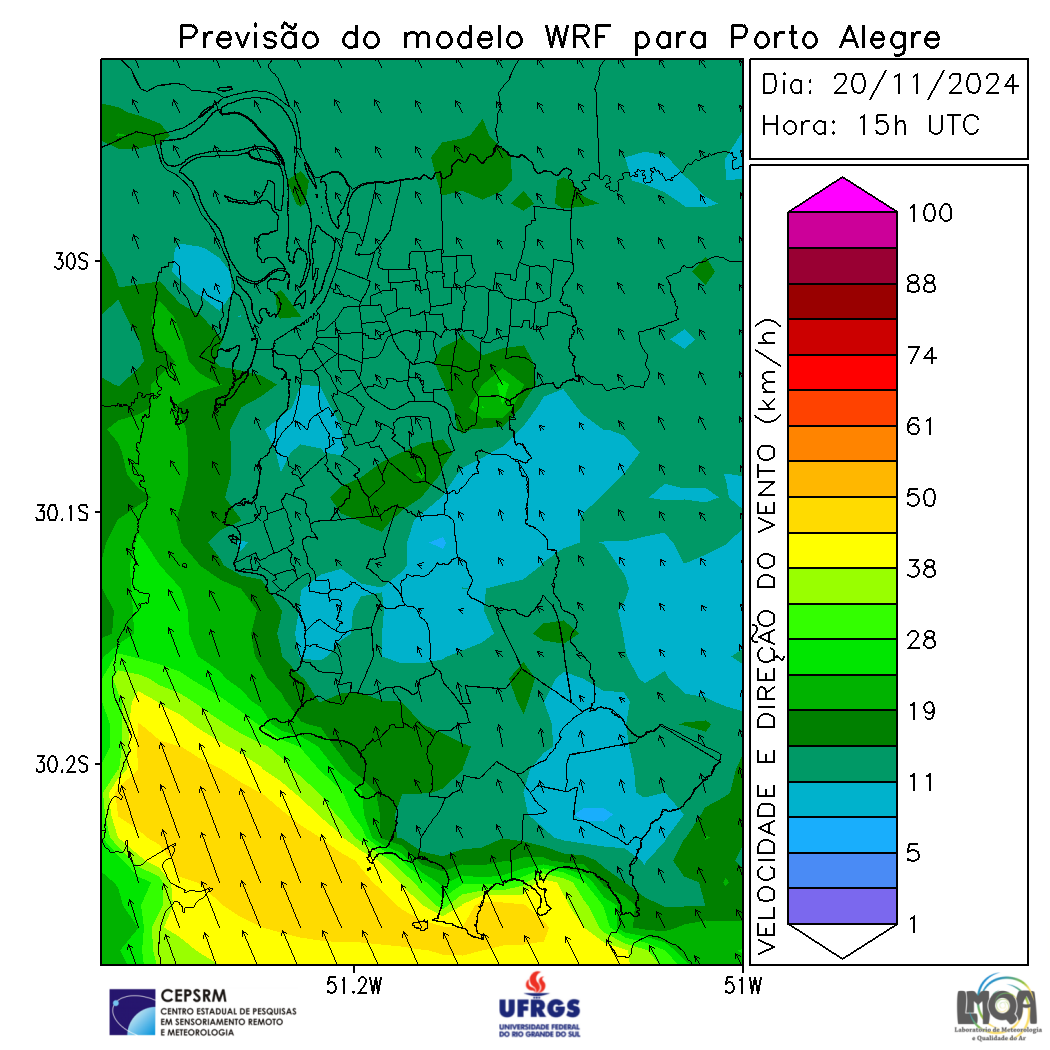 Previsão do modelo WRF para Porto Alegre
Dia: 20/11/2024
Hora: 15h UTC
30S
30.1S
30.2S
51.2W
51W
VELOCIDADE E DIREÇÃO DO VENTO (km/h)
100
88
74
61
50
38
28
19
11
5
1
CEPSRM
CENTRO ESTADUAL DE PESQUISAS
EM SENSORIAMENTO REMOTO
E METEOROLOGIA
UFRGS
UNIVERSIDADE FEDERAL
DO RIO GRANDE DO SUL
LMQA
Laboratório de Meteorologia
e Qualidade do Ar